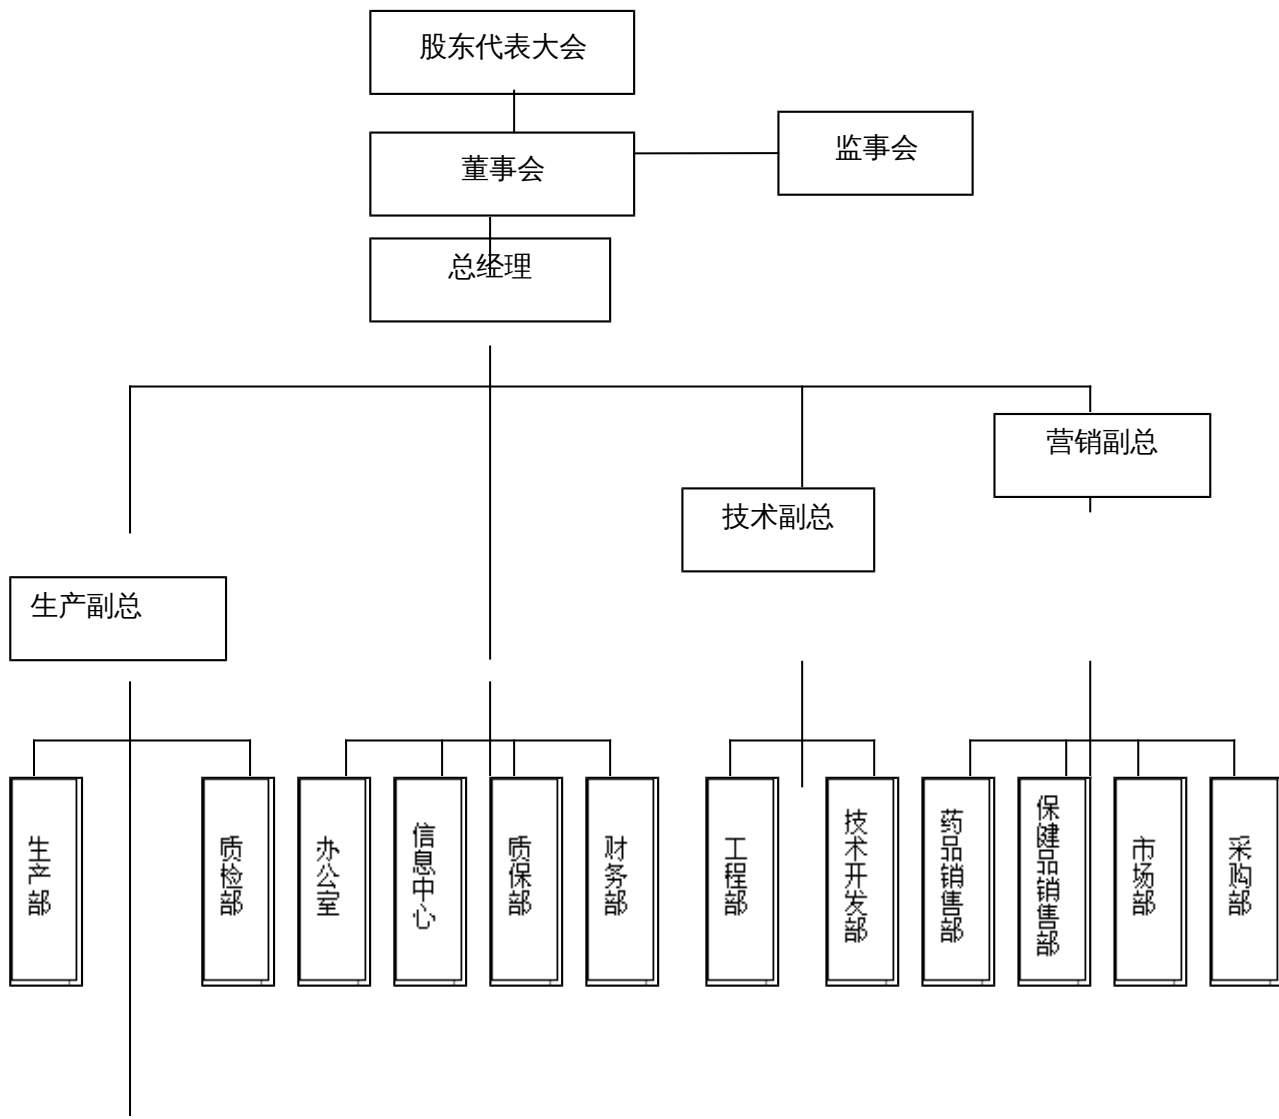 股东代表大会
董事会
监事会
总经理
营销副总
技术副总
生产副总
生产部
质检部
办公室
信息中心
质保部
财务部
工程部
技术开发部
药品销售部
保健品销售部
市场部
采购部